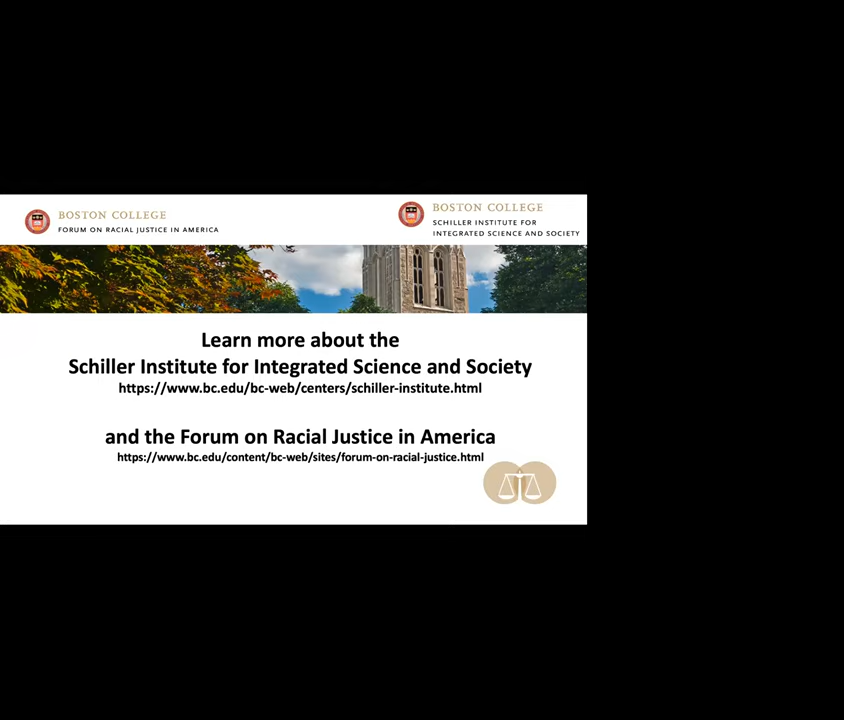 BOSTON COLLEGE
FORUM ON RACIAL JUSTICE IN AMERICA
BOSTON COLLEGE
SCHILLER INSTITUTE FOR
INTEGRATED SCIENCE AND SOCIETY
Learn more about the
Schiller Institute for Integrated Science and Society
https://www.bc.edu/bc-web/centers/schiller-institute.html
and the Forum on Racial Justice in America
https://www.bc.edu/content/bc-web/sites/forum-on-racial-justice.html